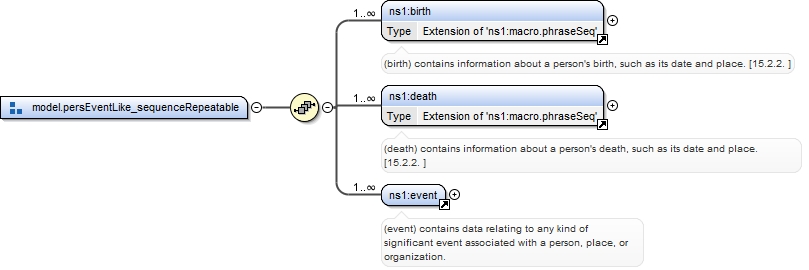 1..∞
ns1:birth
Type Extension of 'ns1:macro.phraseSeq'
(birth) contains information about a person's birth, such as its date and place. [15.2.2. ]
model.persEventLike_sequenceRepeatable
1..∞
ns1:death
Type Extension of 'ns1:macro.phraseSeq'
(death) contains information about a person's death, such as its date and place.
[15.2.2. ]
1..∞
ns1:event
(event) contains data relating to any kind of
significant event associated with a person, place, or
organization.